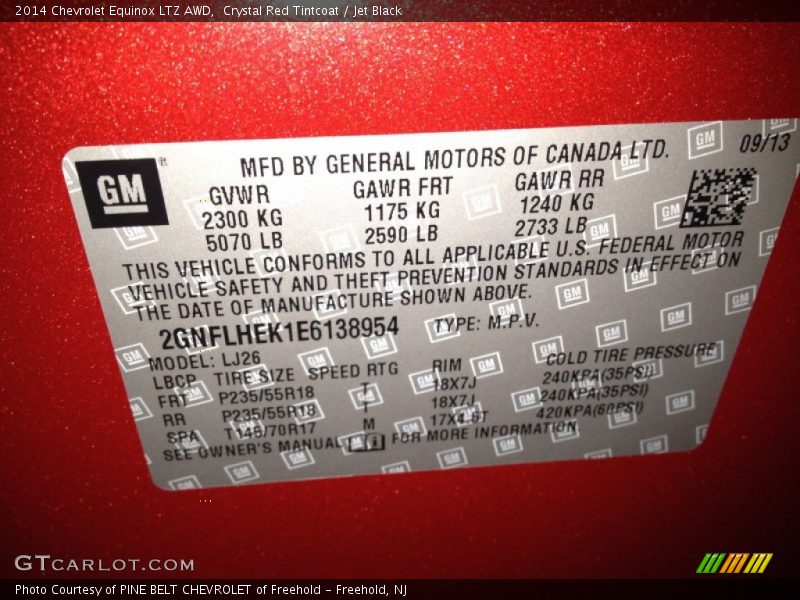 2014 Chevrolet Equinox LTZ AWD, Crystal Red Tintcoat / Jet Black
09/13
GM
MFD BY GENERAL MOTORS OF CANADA LTD.
GVWR GAWR FRT GAWR RR
2300 KG 1175 KG 1240 KG
5070 LB 2590 LB 2733 LB
THIS VEHICLE CONFORMS TO ALL APPLICABLE U.S. FEDERAL MOTOR
VEHICLE SAFETY AND THEFT PREVENTION STANDARDS IN EFFECT ON
THE DATE OF MANUFACTURE SHOWN ABOVE.
2GNFLHEK1E6138954 TYPE: M.P.V.
MODEL: LJ26
LBCP TIRE SIZE SPEED RTG RIM COLD TIRE PRESSURE
FRT P235/55R18 T 18X7J 240KPA(35PSI)
RR P235/55R18 T 18X7J 240KPA(35PSI)
SPA T145/70R17 M 17X4.5T 420KPA(60PSI)
SEE OWNER'S MANUAL FOR MORE INFORMATION
GTcarlot.com
Photo Courtesy of PINE BELT CHEVROLET of Freehold – Freehold, NJ